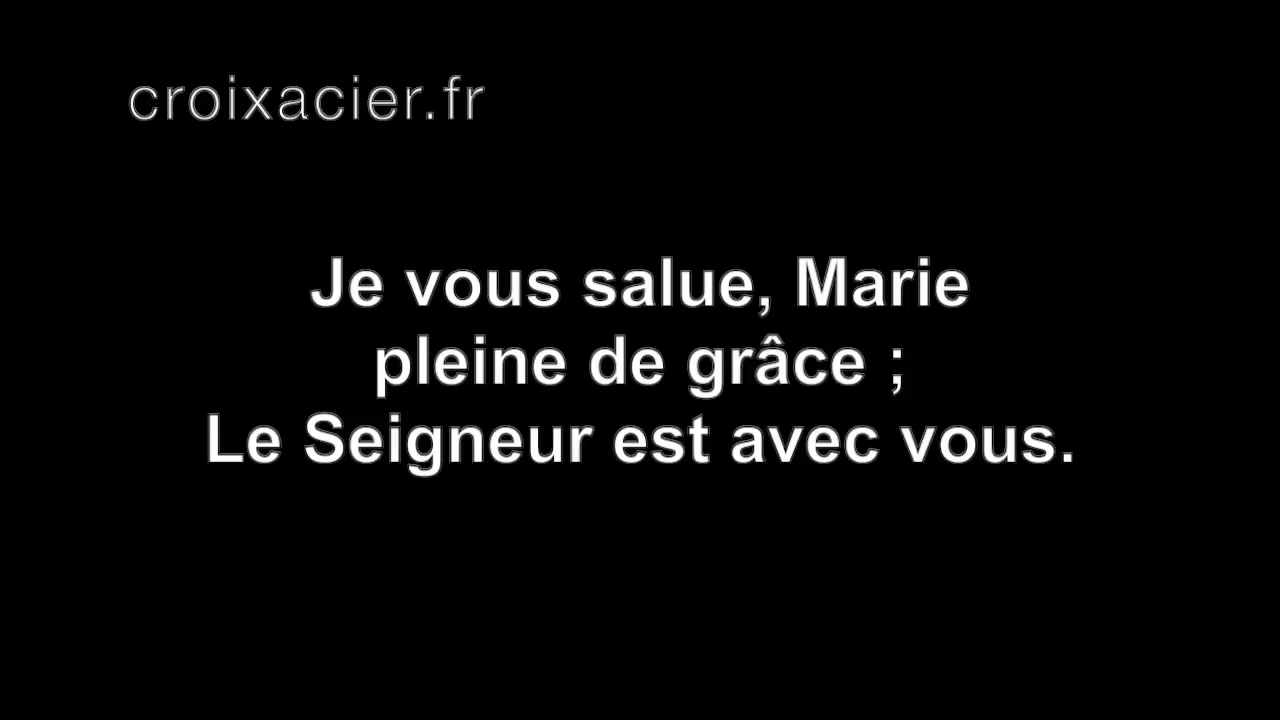 croixacier.fr
Je vous salue, Marie
pleine de grâce ;
Le Seigneur est avec vous.